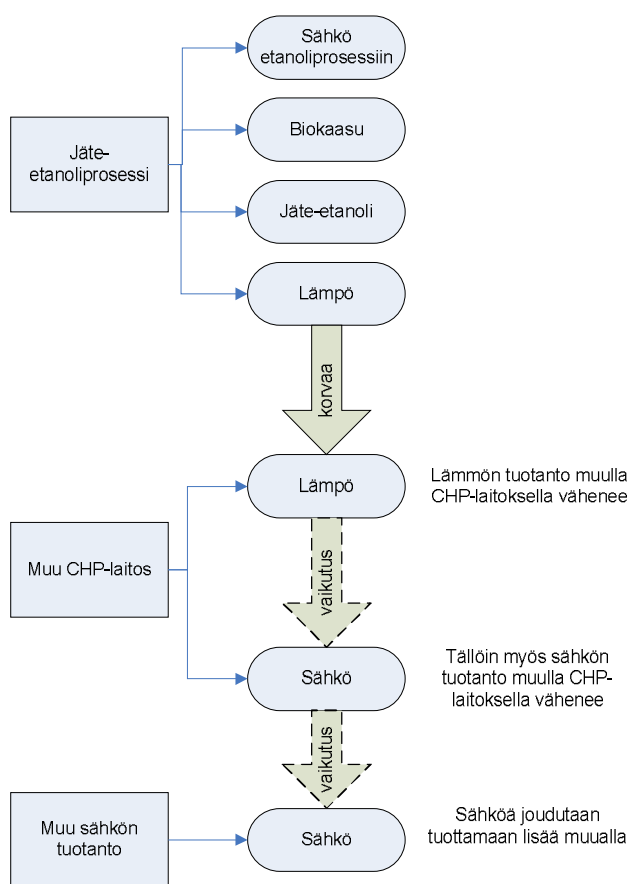 Sähkö
etanoliprosessiin
Biokaasu
Jäte-
etanoliprosessi
Jäte-etanoli
Lämpö
korvaa
Lämpö
Lämmön tuotanto muulla
CHP-laitoksella vähenee
Muu CHP-laitos
vaikutus
Sähkö
Tällöin myös sähkön
tuotanto muulla CHP-
laitoksella vähenee
vaikutus
Muu sähkön
tuotanto
Sähkö
Sähköä joudutaan
tuottamaan lisää muualla